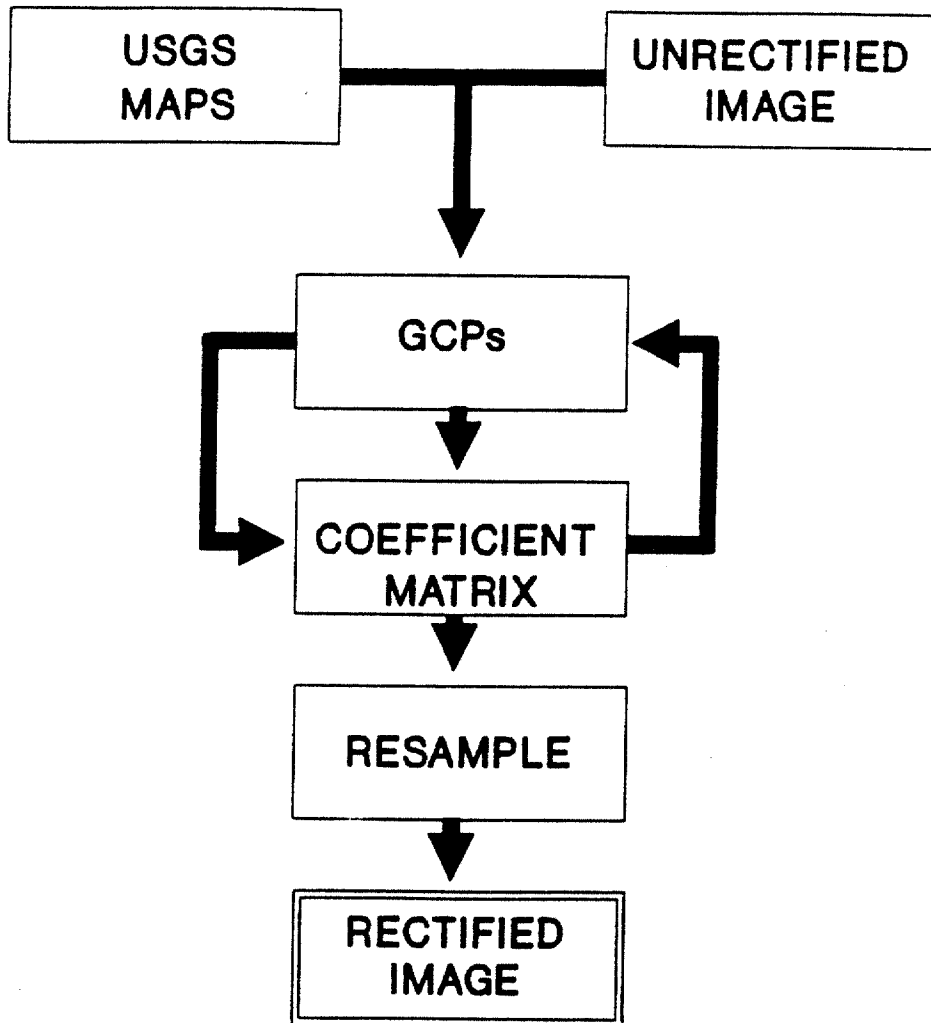 USGS
MAPS
UNRECTIFIED
IMAGE
GCPs
COEFFICIENT
MATRIX
RESAMPLE
RECTIFIED
IMAGE